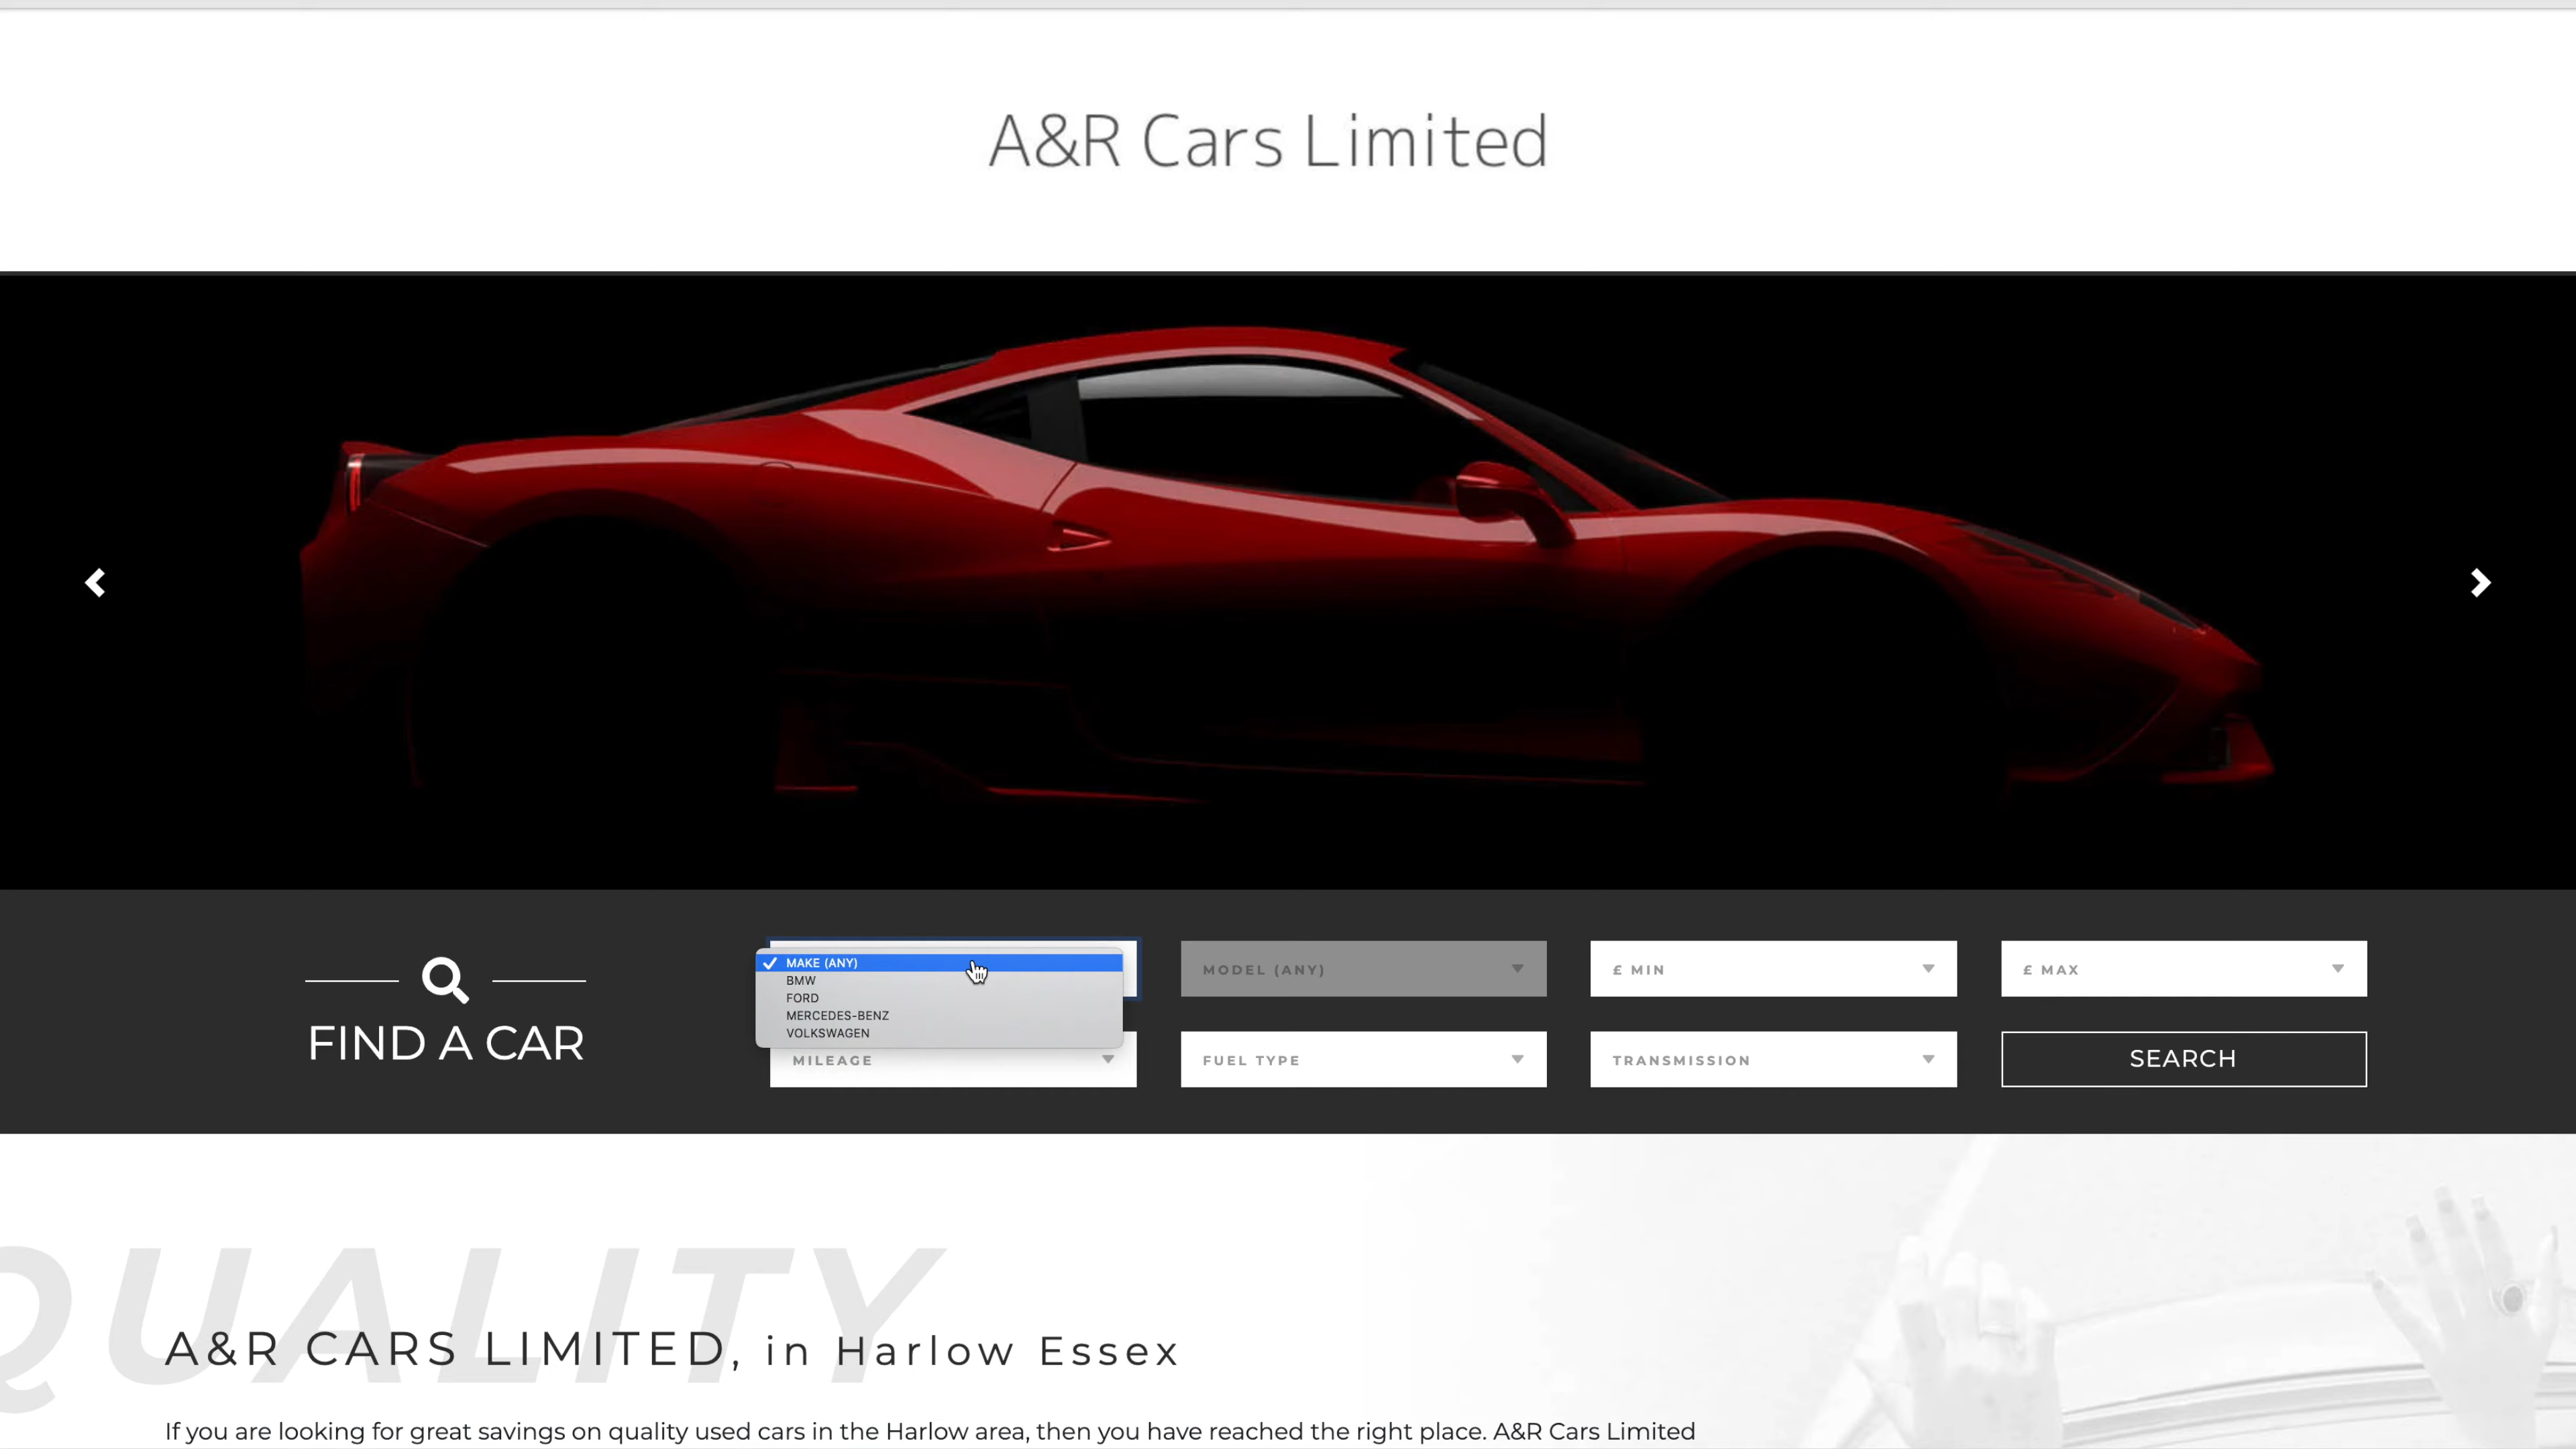 A&R Cars Limited
FIND A CAR
MAKE (ANY)
BMW
FORD
MERCEDES-BENZ
VOLKSWAGEN
MODEL (ANY)
£ MIN
£ MAX
MILEAGE
FUEL TYPE
TRANSMISSION
SEARCH
QUALITY
A&R CARS LIMITED, in Harlow Essex
If you are looking for great savings on quality used cars in the Harlow area, then you have reached the right place. A&R Cars Limited